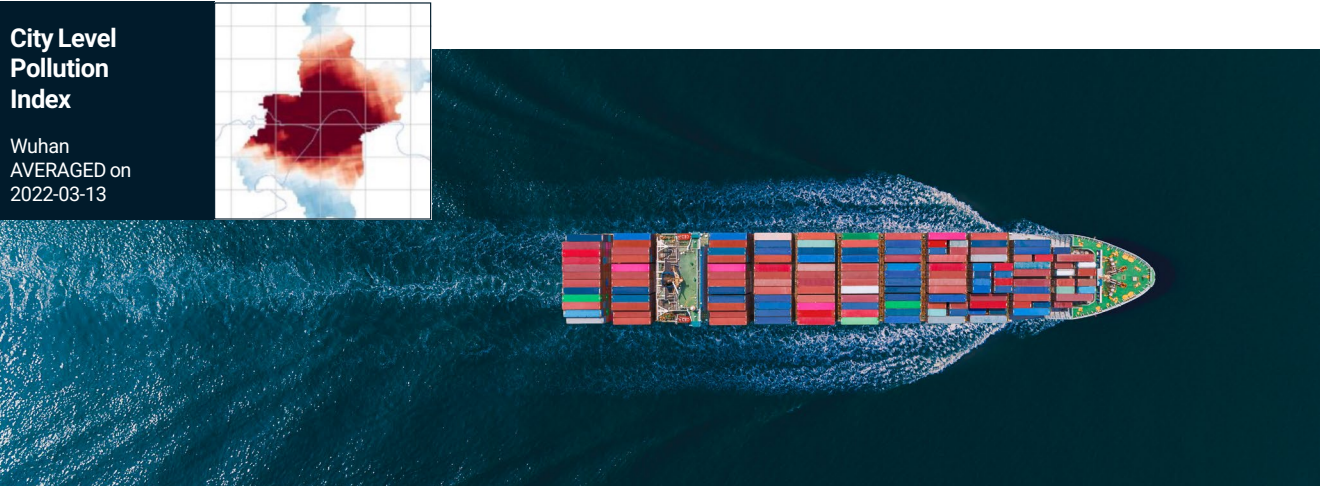 City Level
Pollution
Index
Wuhan
AVERAGED on
2022-03-13